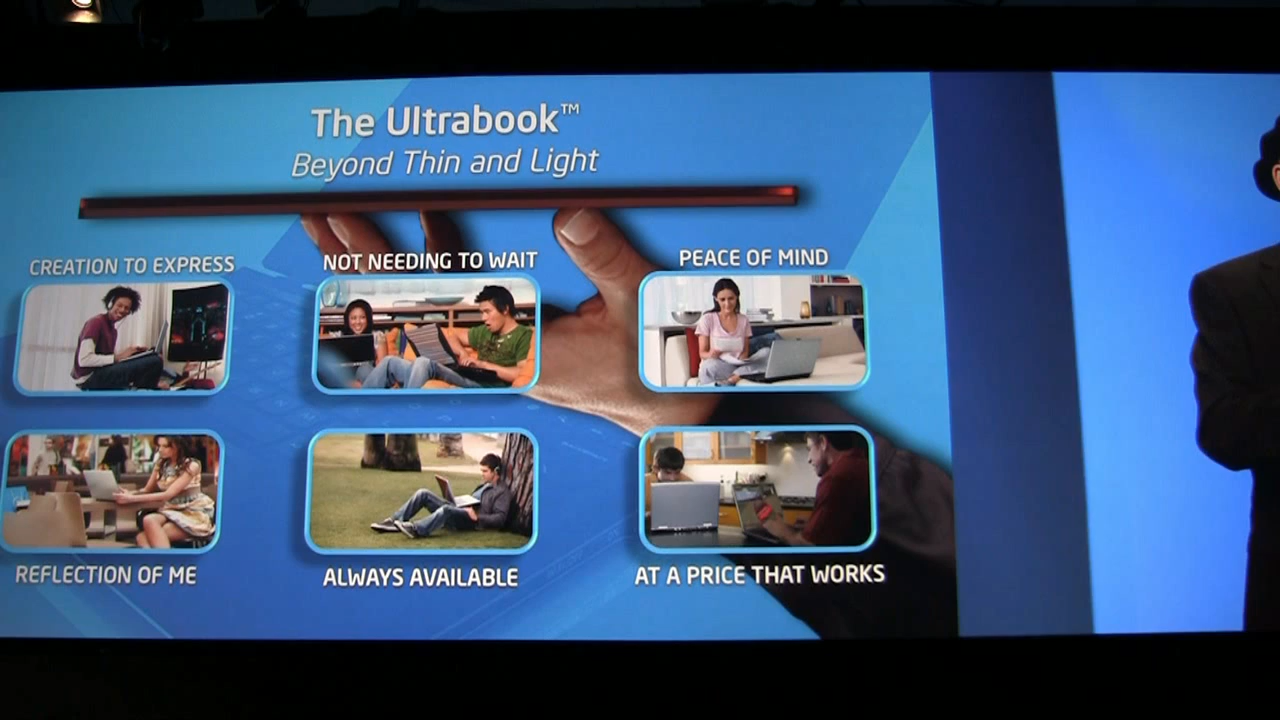 The Ultrabook™
Beyond Thin and Light
CREATION TO EXPRESS
NOT NEEDING TO WAIT
PEACE OF MIND
REFLECTION OF ME
ALWAYS AVAILABLE
AT A PRICE THAT WORKS